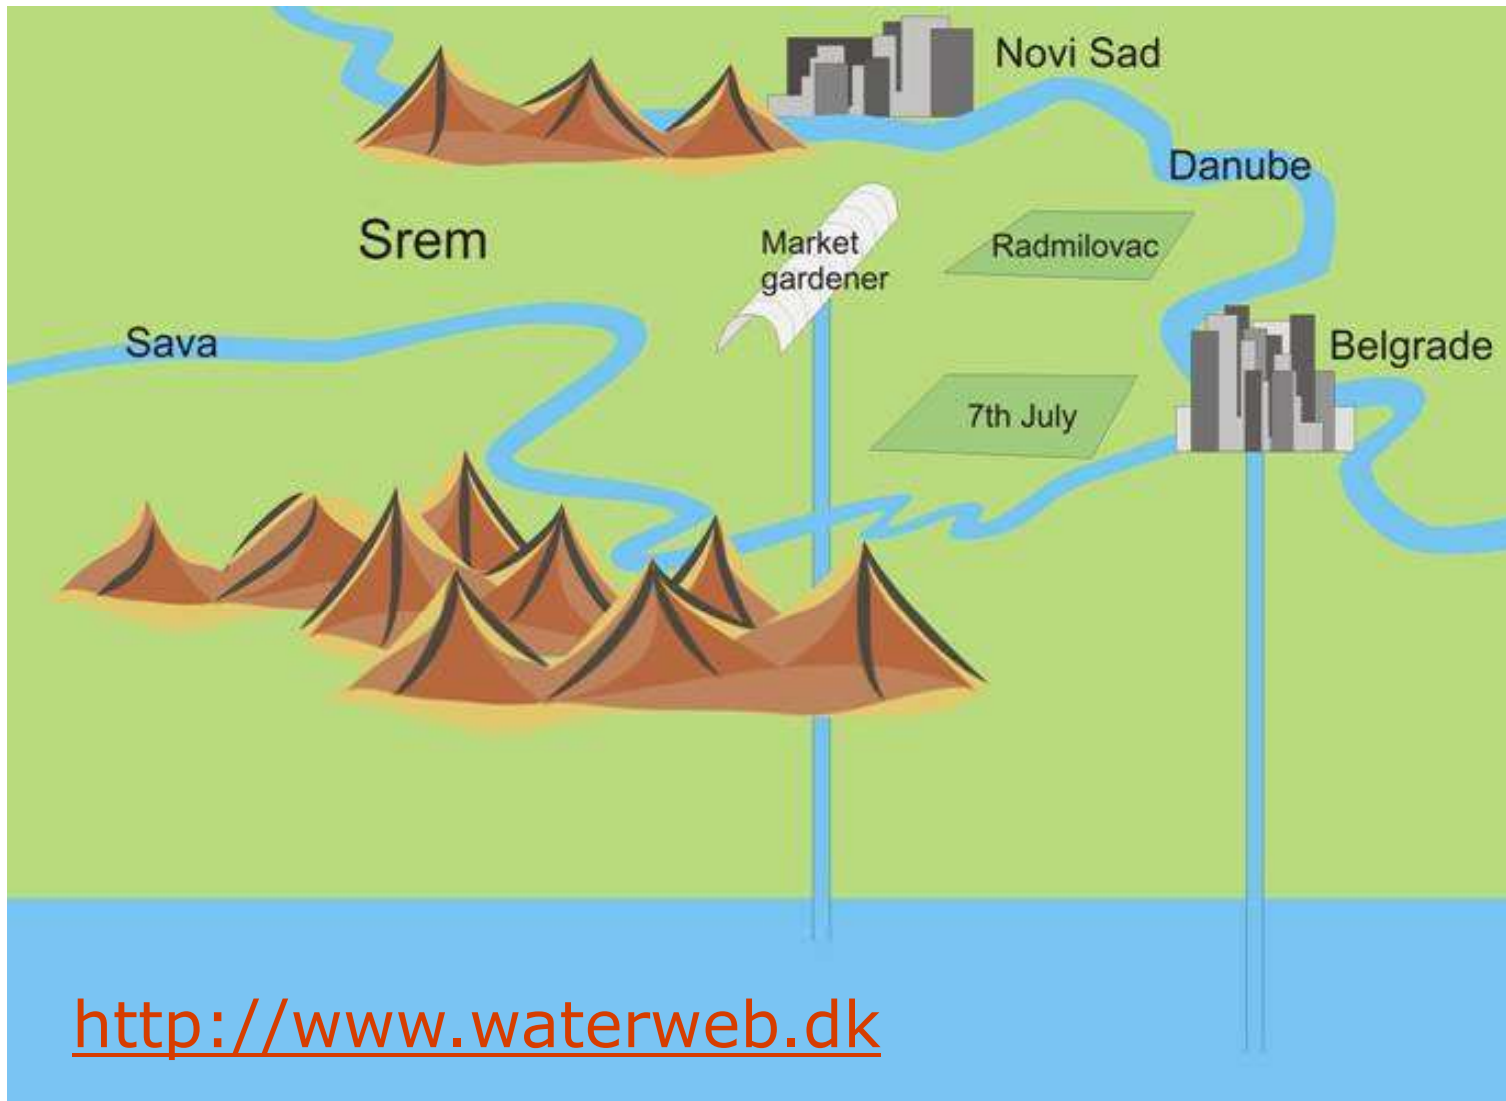 Novi Sad
Danube
Srem
Market
gardener
Radmilovac
Sava
Belgrade
7th July
http://www.waterweb.dk